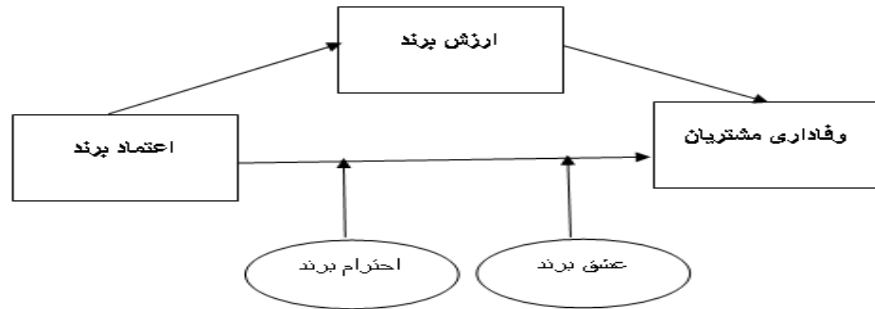 ارزش برند
وفاداری مشتریان
اعتماد برند
عشق برند
احترام برند